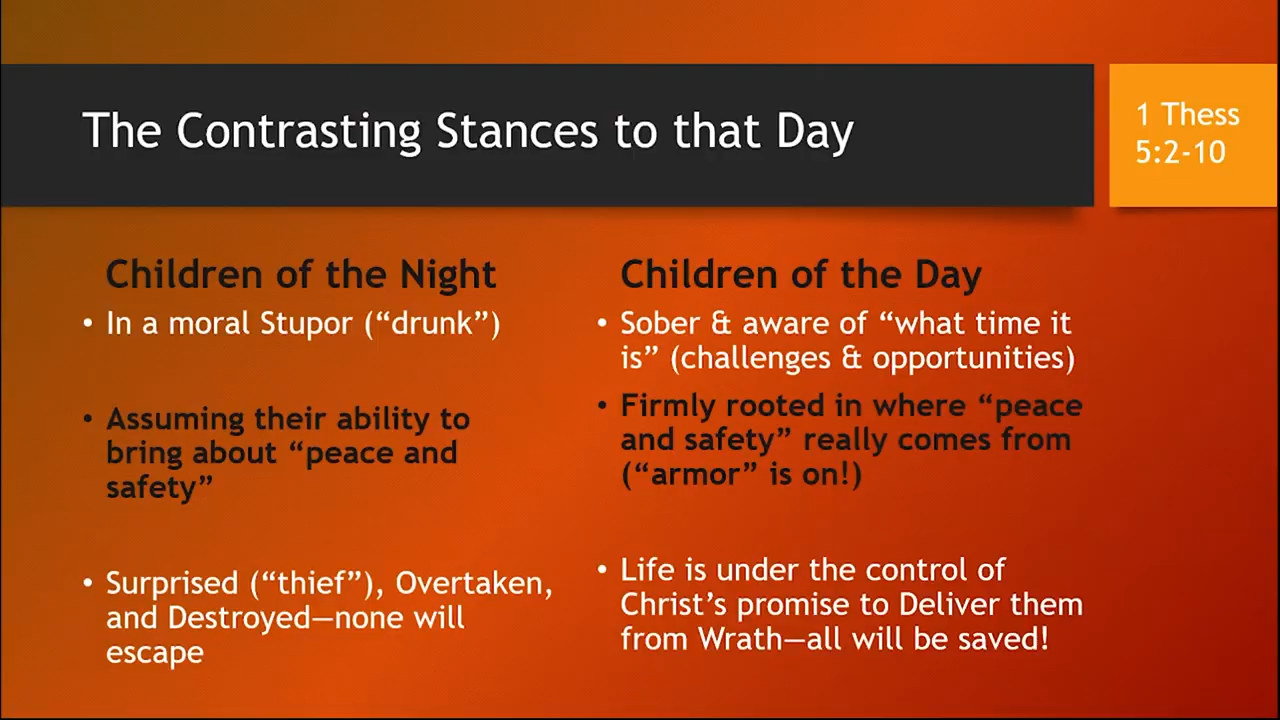 The Contrasting Stances to that Day
1 Thess
5:2-10
Children of the Night
• In a moral Stupor (“drunk”)
• Assuming their ability to
bring about “peace and
safety”
• Surprised (“thief”), Overtaken,
and Destroyed—none will
escape
Children of the Day
• Sober & aware of “what time it
is” (challenges & opportunities)
• Firmly rooted in where “peace
and safety” really comes from
(“armor” is on!)
• Life is under the control of
Christ’s promise to Deliver them
from Wrath—all will be saved!